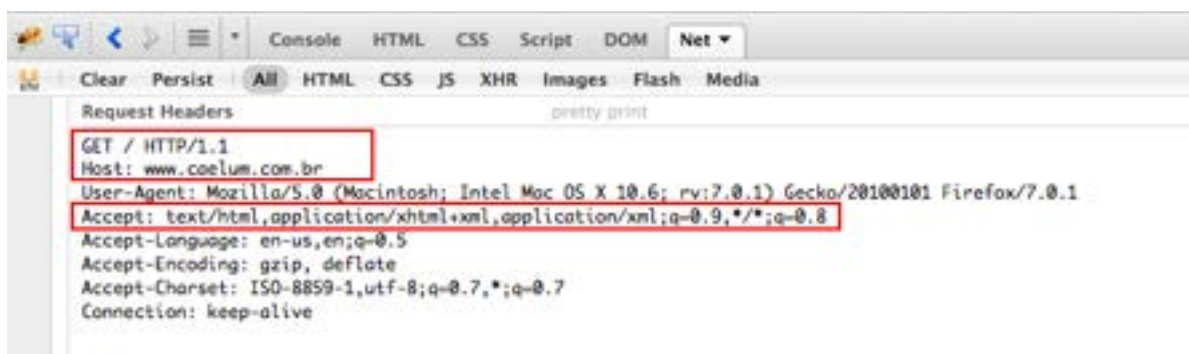 Console HTML CSS Script DOM Net
Clear Persist All HTML CSS JS XHR Images Flash Media
Request Headers pretty print
GET / HTTP/1.1
Host: www.caelum.com.br
User-Agent: Mozilla/5.0 (Macintosh; Intel Mac OS X 10.6; rv:7.0.1) Gecko/20100101 Firefox/7.0.1
Accept: text/html,application/xhtml+xml,application/xml;q=0.9,*/*;q=0.8
Accept-Language: en-us,en;q=0.5
Accept-Encoding: gzip, deflate
Accept-Charset: ISO-8859-1,utf-8;q=0.7,*;q=0.7
Connection: keep-alive